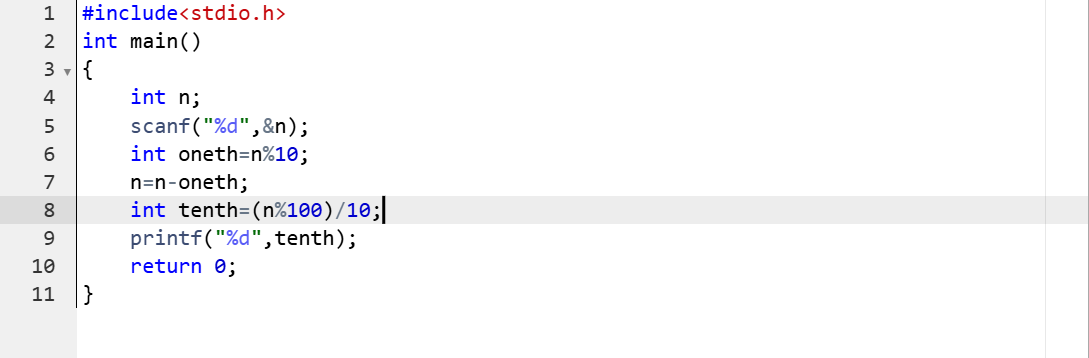 1 #include<stdio.h>
2 int main()
3 {
4     int n;
5     scanf("%d",&n);
6     int oneth=n%10;
7     n=n-oneth;
8     int tenth=(n%100)/10;
9     printf("%d",tenth);
10     return 0;
11 }